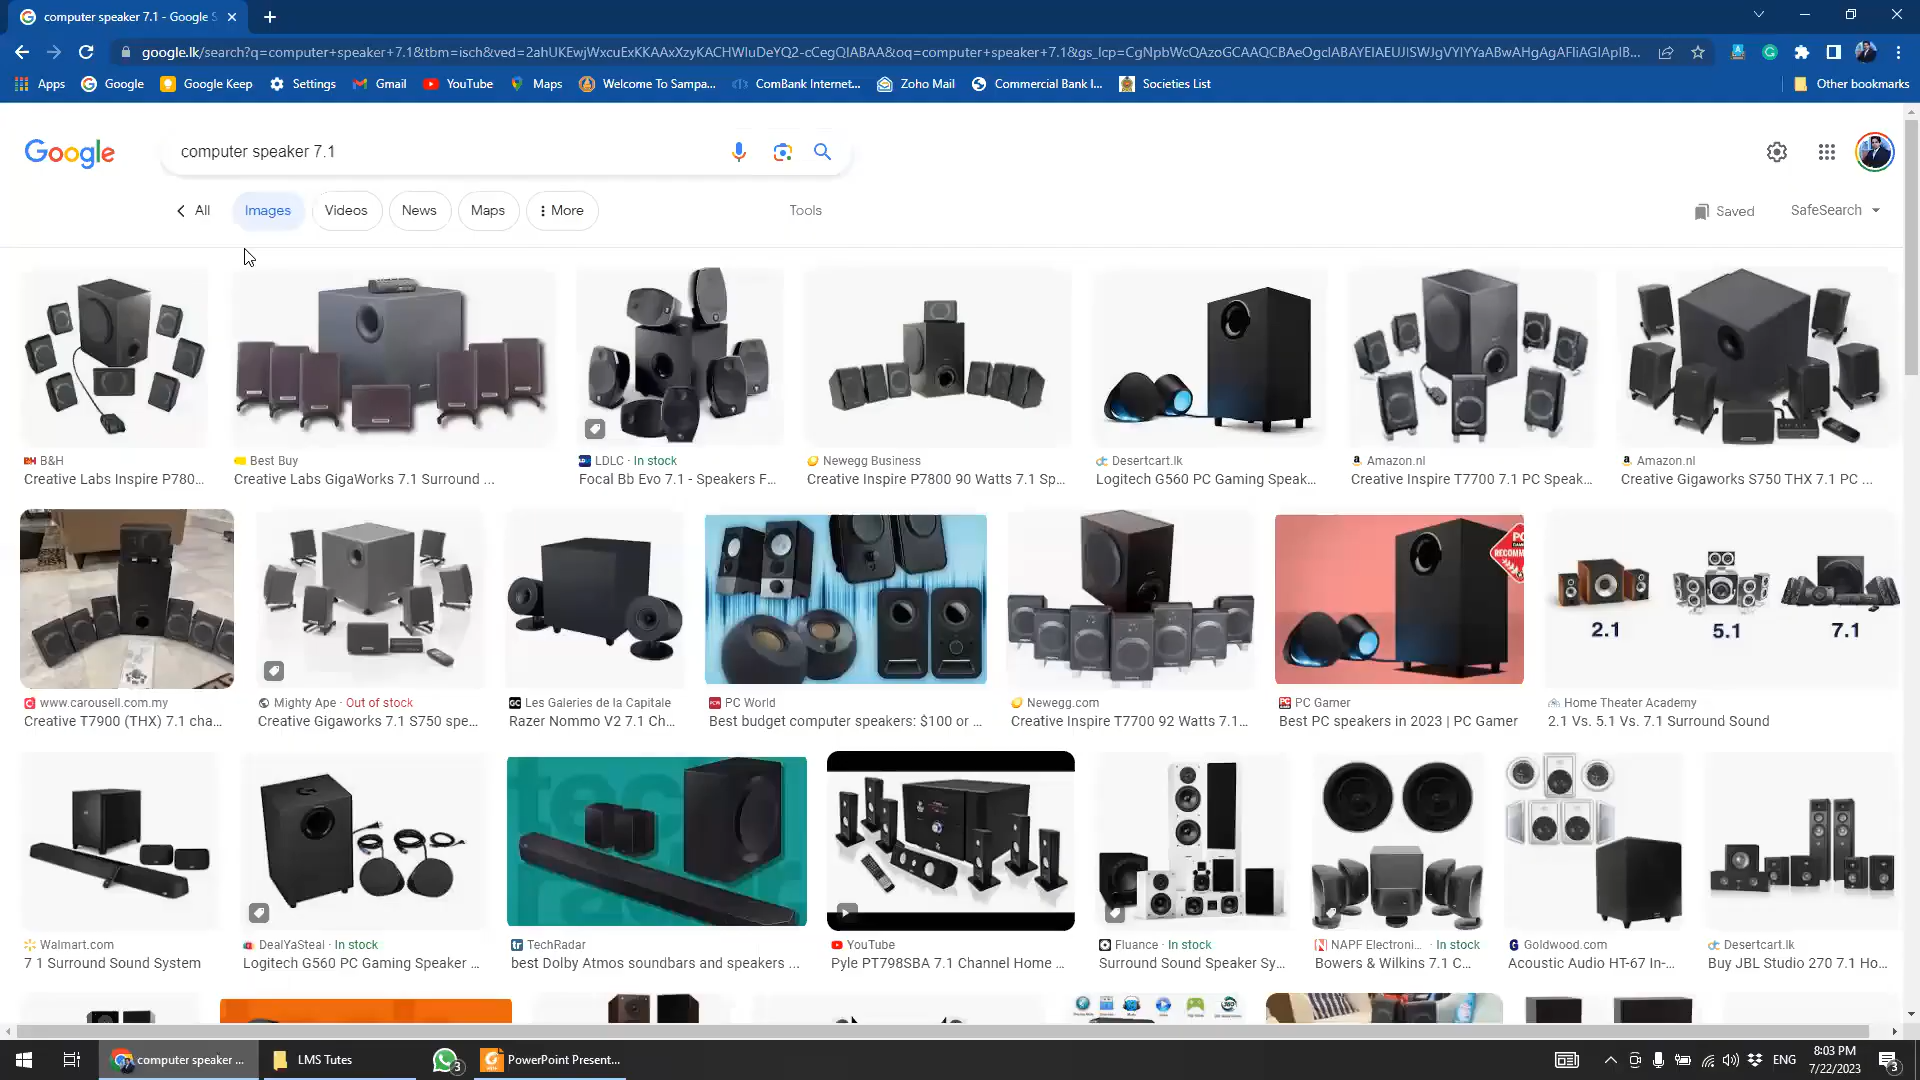 computer speaker 7.1 - Google S
google.lk/search?q=computer+speaker+7.1&tbm=isch&ved=2ahUKEwjWxcuExKKAAxXzyKACHWIuDeYQ2-cCegQIABAA&oq=computer+speaker+7.1&gs_lcp=CgNpbWcQAzoGCAAQCBAeOgcIABAYEIAEUJISWJgVYIYYaABwAHgAgAFIiAGIApIB...
Apps Google Google Keep Settings Gmail YouTube Maps Welcome To Sampa... ComBank Internet... Zoho Mail Commercial Bank I... Societies List Other bookmarks
Google computer speaker 7.1
All Images Videos News Maps More Tools Saved SafeSearch
B&H
Creative Labs Inspire P780...
Best Buy
Creative Labs GigaWorks 7.1 Surround ...
LDLC · In stock
Focal Bb Evo 7.1 - Speakers F...
Newegg Business
Creative Inspire P7800 90 Watts 7.1 Sp...
Desertcart.lk
Logitech G560 PC Gaming Speak...
Amazon.nl
Creative Inspire T7700 7.1 PC Speak...
Amazon.nl
Creative Gigaworks S750 THX 7.1 PC ...
www.carousell.com.my
Creative T7900 (THX) 7.1 cha...
Mighty Ape · Out of stock
Creative Gigaworks 7.1 S750 spe...
Les Galeries de la Capitale
Razer Nommo V2 7.1 Ch...
PC World
Best budget computer speakers: $100 or ...
Newegg.com
Creative Inspire T7700 92 Watts 7.1...
PC Gamer
Best PC speakers in 2023 | PC Gamer
2.1 5.1 7.1
Home Theater Academy
2.1 Vs. 5.1 Vs. 7.1 Surround Sound
Walmart.com
7 1 Surround Sound System
DealYaSteal · In stock
Logitech G560 PC Gaming Speaker ...
TechRadar
best Dolby Atmos soundbars and speakers ...
YouTube
Pyle PT798SBA 7.1 Channel Home ...
Fluance · In stock
Surround Sound Speaker Sy...
NAPF Electroni... · In stock
Bowers & Wilkins 7.1 C...
Goldwood.com
Acoustic Audio HT-67 In-...
Desertcart.lk
Buy JBL Studio 270 7.1 Ho...
computer speaker ... LMS Tutes 3 PowerPoint Present... ENG 8:03 PM
7/22/2023
3